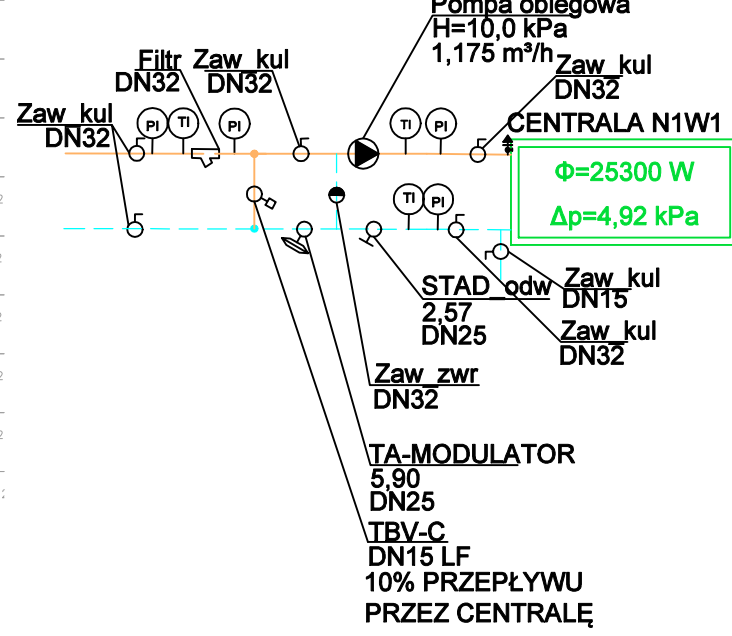 Pompa obiegowa
H=10,0 kPa
1,175 m³/h
Filtr
DN32
Zaw_kul
DN32
Zaw_kul
DN32
Zaw_kul
DN32
PI
TI
PI
TI
PI
CENTRALA N1W1
Φ=25300 W
Δp=4,92 kPa
TI
PI
STAD_odw
2,57
DN25
Zaw_kul
DN15
Zaw_kul
DN32
Zaw_zwr
DN32
TA-MODULATOR
5,90
DN25
TBV-C
DN15 LF
10% PRZEPŁYWU
PRZEZ CENTRALĘ